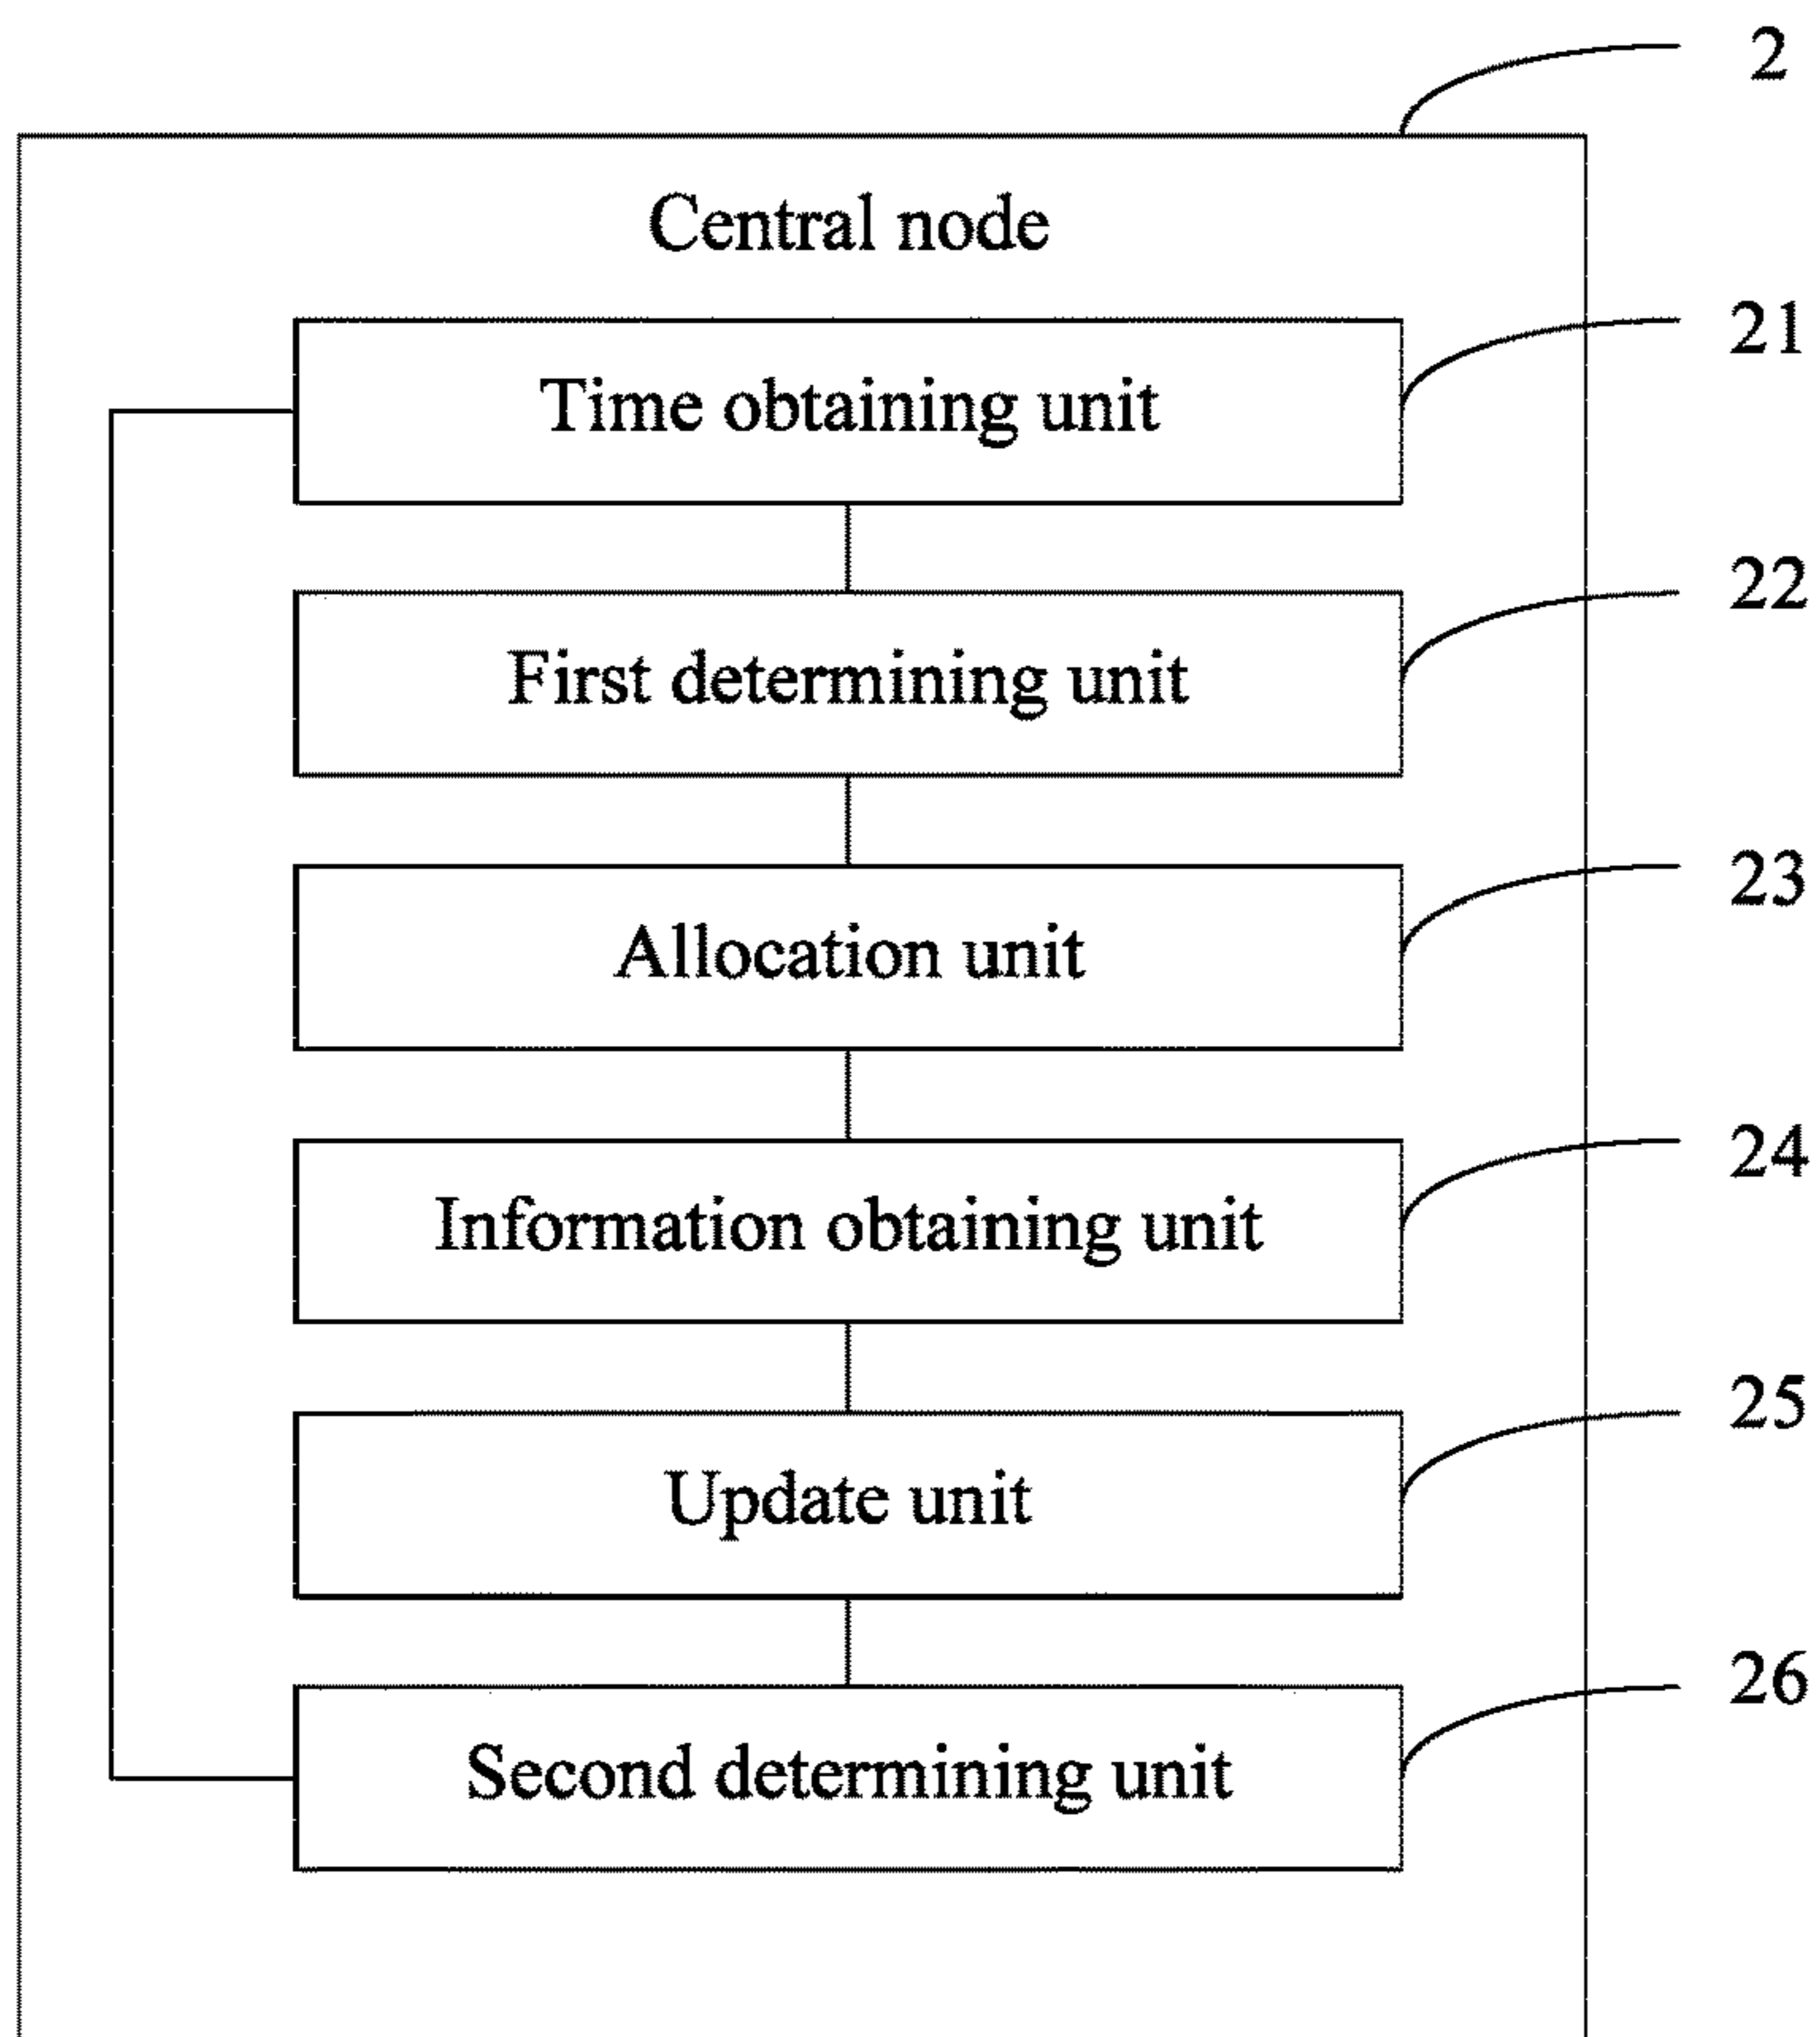 2
Central node
21
Time obtaining unit
22
First determining unit
23
Allocation unit
24
Information obtaining unit
25
Update unit
26
Second determining unit